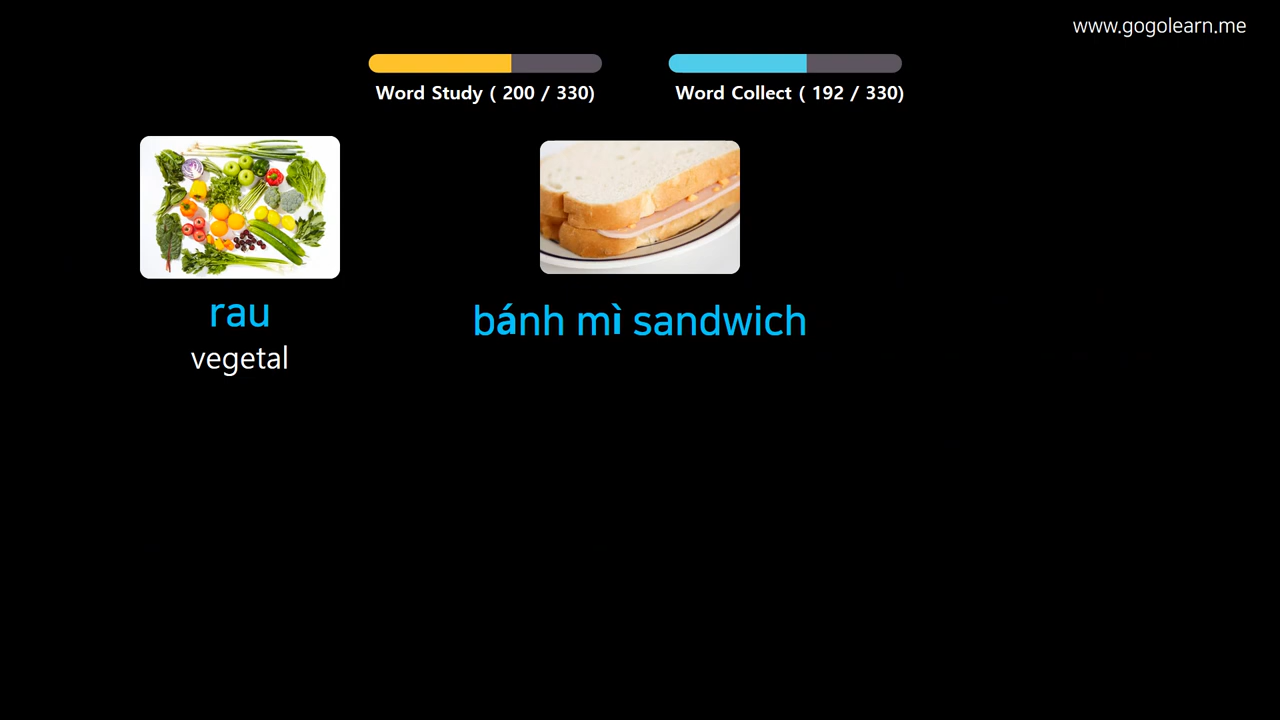 www.gogolearn.me
Word Study ( 200 / 330)
Word Collect ( 192 / 330)
rau
vegetal
bánh mì sandwich